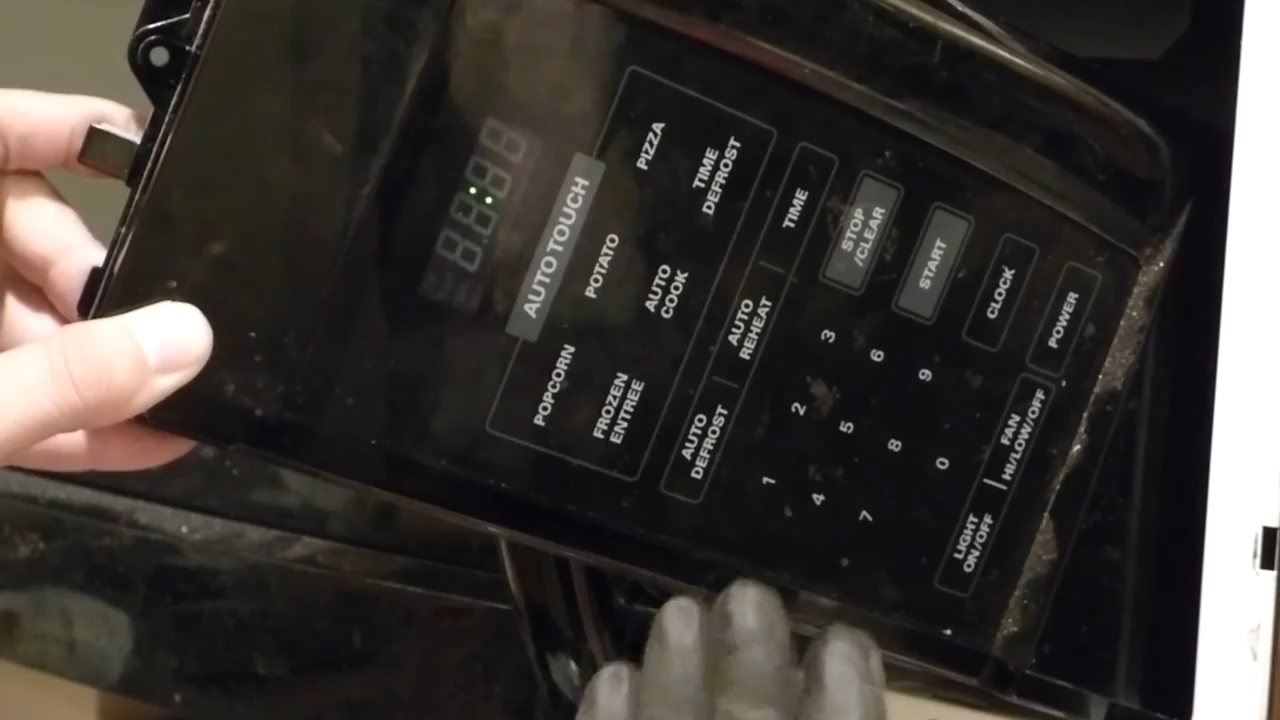 AUTO TOUCH
POPCORN
POTATO
PIZZA
FROZEN
ENTREE
AUTO
COOK
TIME
DEFROST
AUTO
DEFROST
AUTO
REHEAT
TIME
1 2 3
STOP
/CLEAR
4 5 6
START
7 8 9
CLOCK
0
LIGHT
ON/OFF
FAN
HI/LOW/OFF
POWER